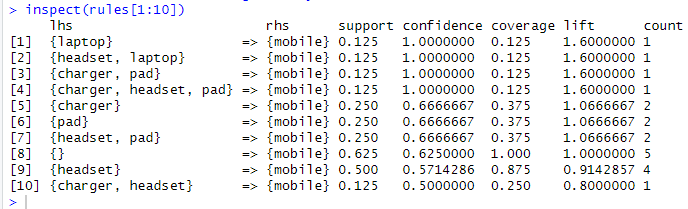 > inspect(rules[1:10])
lhs rhs support confidence coverage lift count
[1] {laptop} => {mobile} 0.125 1.0000000 0.125 1.6000000 1
[2] {headset, laptop} => {mobile} 0.125 1.0000000 0.125 1.6000000 1
[3] {charger, pad} => {mobile} 0.125 1.0000000 0.125 1.6000000 1
[4] {charger, headset, pad} => {mobile} 0.125 1.0000000 0.125 1.6000000 1
[5] {charger} => {mobile} 0.250 0.6666667 0.375 1.0666667 2
[6] {pad} => {mobile} 0.250 0.6666667 0.375 1.0666667 2
[7] {headset, pad} => {mobile} 0.250 0.6666667 0.375 1.0666667 2
[8] {} => {mobile} 0.625 0.6250000 1.000 1.0000000 5
[9] {headset} => {mobile} 0.500 0.5714286 0.875 0.9142857 4
[10] {charger, headset} => {mobile} 0.125 0.5000000 0.250 0.8000000 1
>